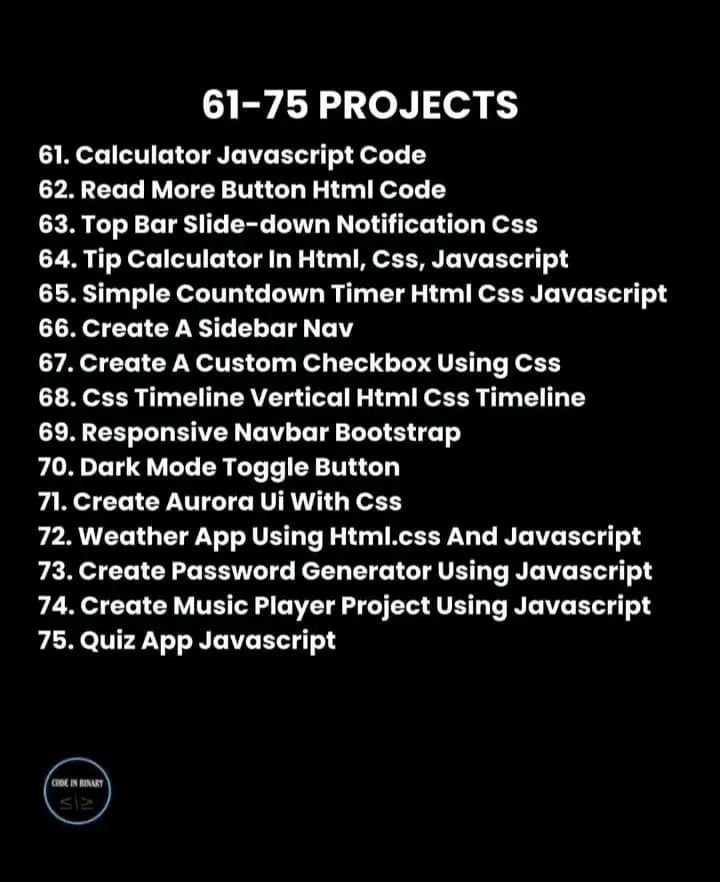 61-75 PROJECTS
61. Calculator Javascript Code
62. Read More Button Html Code
63. Top Bar Slide-down Notification Css
64. Tip Calculator In Html, Css, Javascript
65. Simple Countdown Timer Html Css Javascript
66. Create A Sidebar Nav
67. Create A Custom Checkbox Using Css
68. Css Timeline Vertical Html Css Timeline
69. Responsive Navbar Bootstrap
70. Dark Mode Toggle Button
71. Create Aurora Ui With Css
72. Weather App Using Html.css And Javascript
73. Create Password Generator Using Javascript
74. Create Music Player Project Using Javascript
75. Quiz App Javascript
CODE IN BINARY
≤|≥